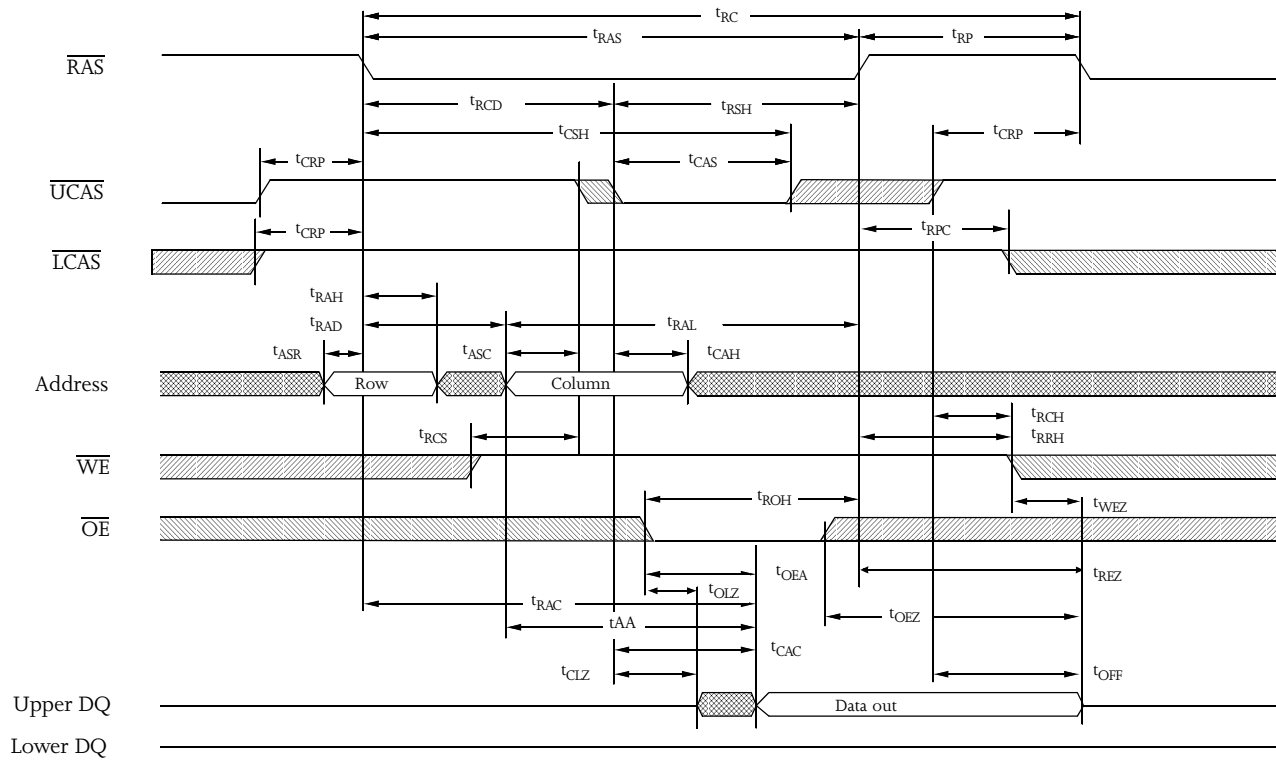 tRC
tRAS
tRP
RAS
tRCD
tRSH
tCSH
tCRP
tCRP
tCAS
UCAS
tCRP
tRPC
LCAS
tRAH
tRAD
tRAL
tASR
tASC
tCAH
Address
Row
Column
tRCH
tRCS
tRRH
WE
tROH
tWEZ
OE
tOEA
tREZ
tOLZ
tRAC
tOEZ
tAA
tCAC
tCLZ
tOFF
Upper DQ
Data out
Lower DQ